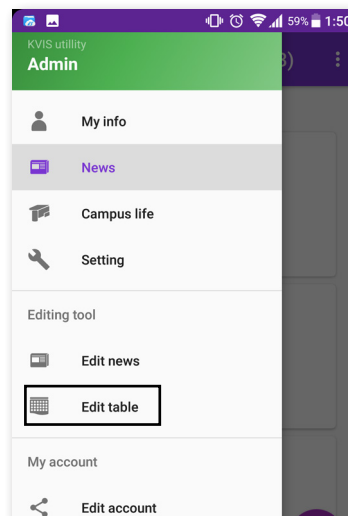 59% 1:50
KVIS utility
Admin
3)
My info
News
Campus life
Setting
Editing tool
Edit news
Edit table
My account
Edit account